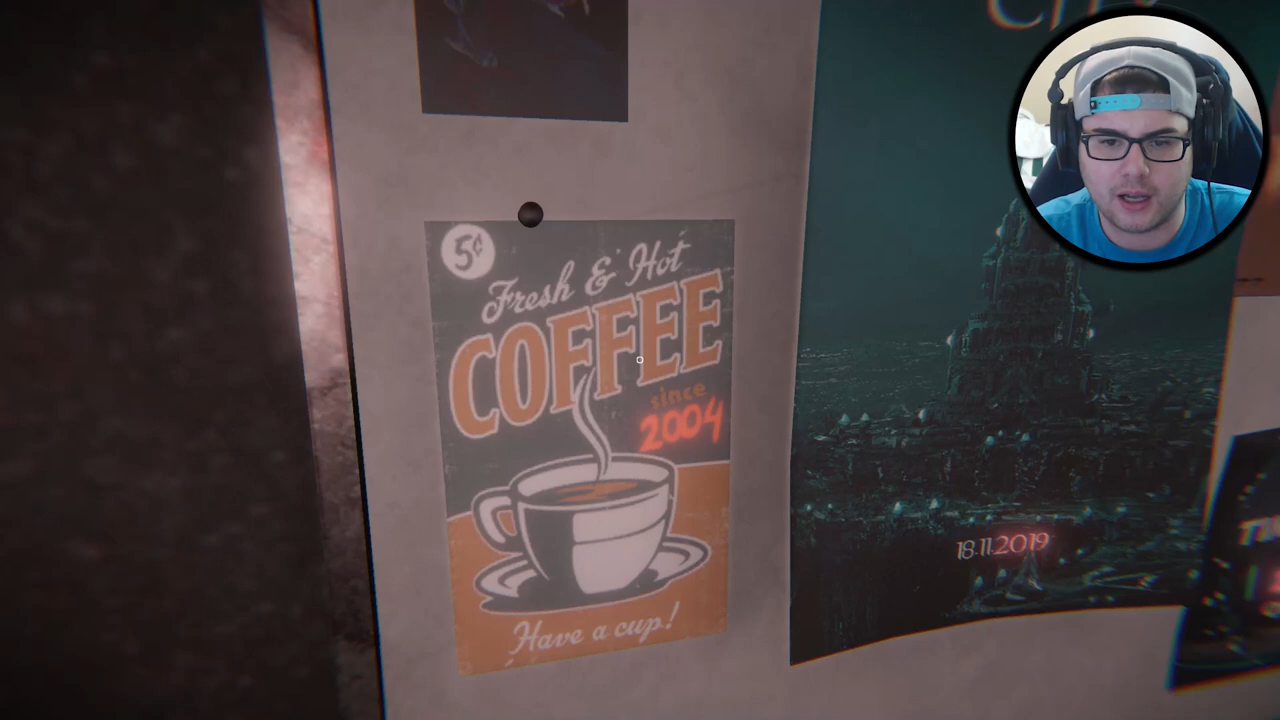 5¢
Fresh & Hot
COFFEE
since
2004
Have a cup!
18.11.2019